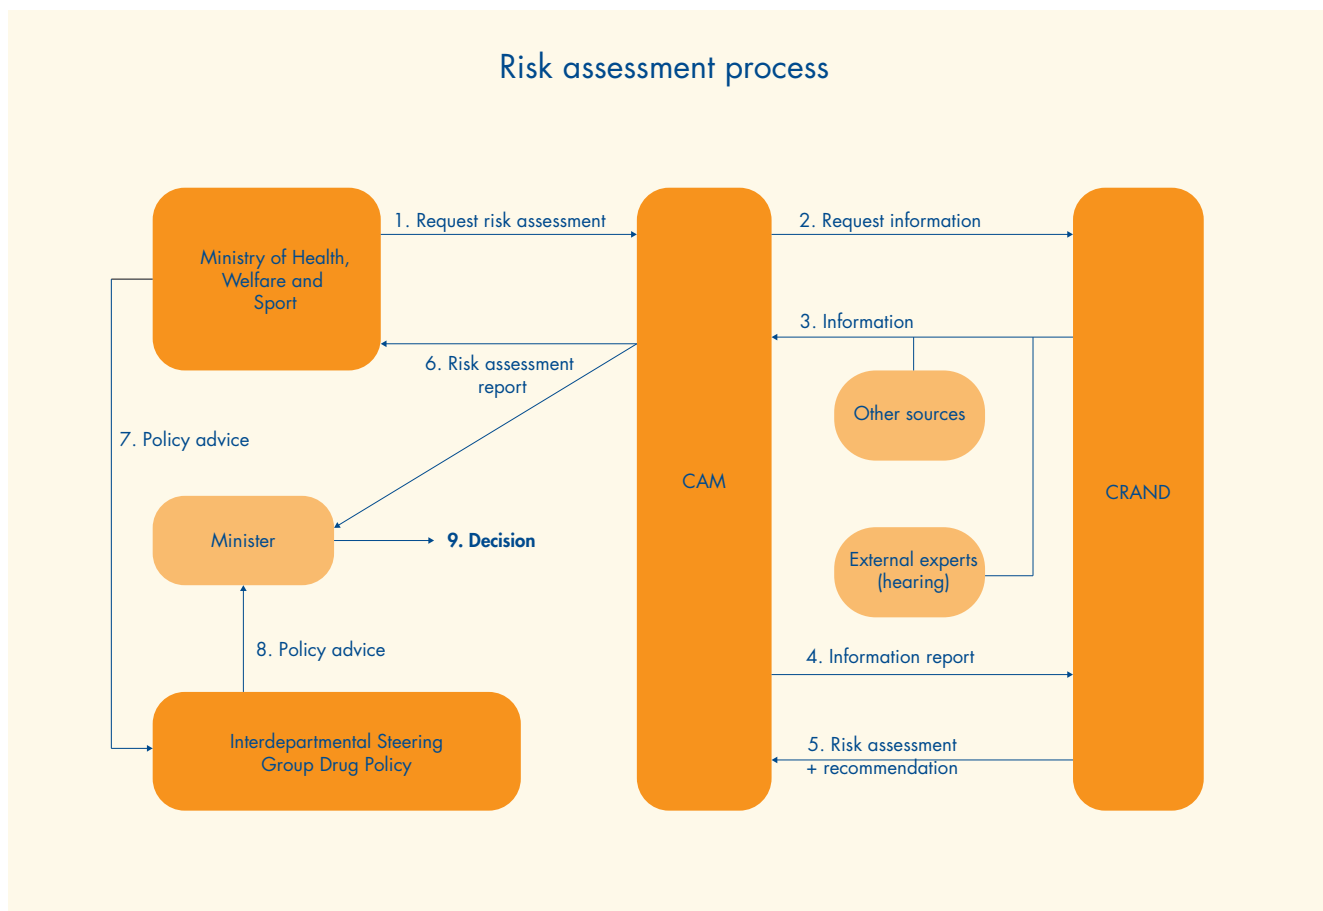 Risk assessment process
1. Request risk assessment
2. Request information
Ministry of Health,
Welfare and
Sport
3. Information
6. Risk assessment
report
Other sources
7. Policy advice
CAM
CRAND
Minister
9. Decision
External experts
(hearing)
8. Policy advice
4. Information report
Interdepartmental Steering
Group Drug Policy
5. Risk assessment
+ recommendation